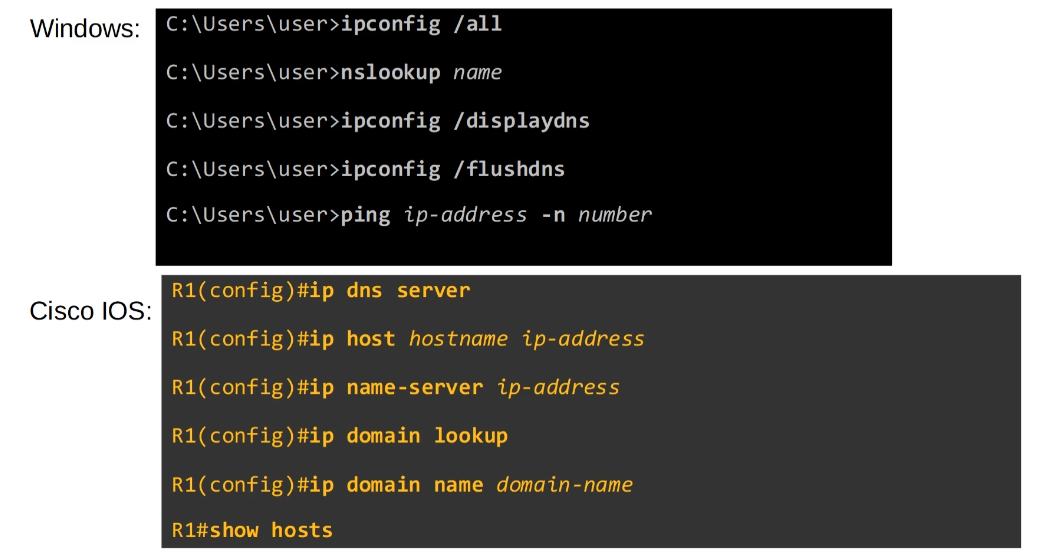 Windows:
C:\Users\user>ipconfig /all
C:\Users\user>nslookup name
C:\Users\user>ipconfig /displaydns
C:\Users\user>ipconfig /flushdns
C:\Users\user>ping ip-address -n number
Cisco IOS:
R1(config)#ip dns server
R1(config)#ip host hostname ip-address
R1(config)#ip name-server ip-address
R1(config)#ip domain lookup
R1(config)#ip domain name domain-name
R1#show hosts